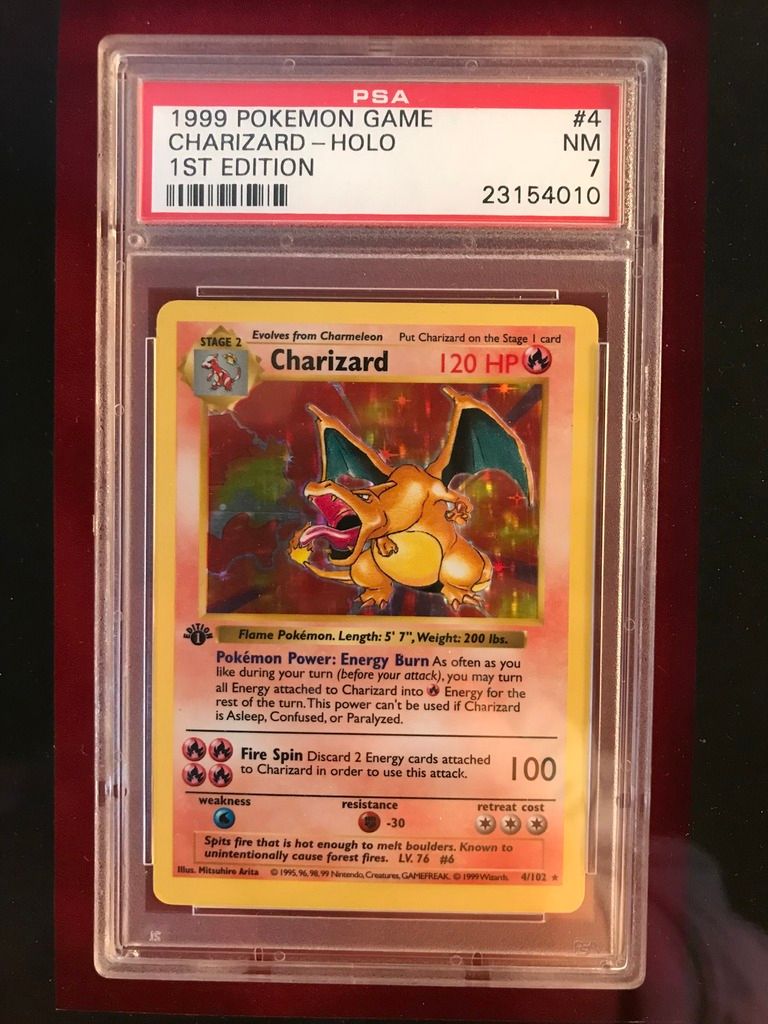 PSA
1999 POKEMON GAME #4
CHARIZARD – HOLO NM
1ST EDITION 7
23154010
STAGE 2 Evolves from Charmeleon Put Charizard on the Stage 1 card
Charizard 120 HP
EDITION
1
Flame Pokémon. Length: 5' 7", Weight: 200 lbs.
Pokémon Power: Energy Burn As often as you
like during your turn (before your attack), you may turn
all Energy attached to Charizard into Energy for the
rest of the turn. This power can't be used if Charizard
is Asleep, Confused, or Paralyzed.
Fire Spin Discard 2 Energy cards attached
to Charizard in order to use this attack. 100
weakness resistance retreat cost
-30
Spits fire that is hot enough to melt boulders. Known to
unintentionally cause forest fires. LV. 76 #6
Illus. Mitsuhiro Arita © 1995, 96, 98, 99 Nintendo, Creatures, GAMEFREAK. © 1999 Wizards. 4/102 ★